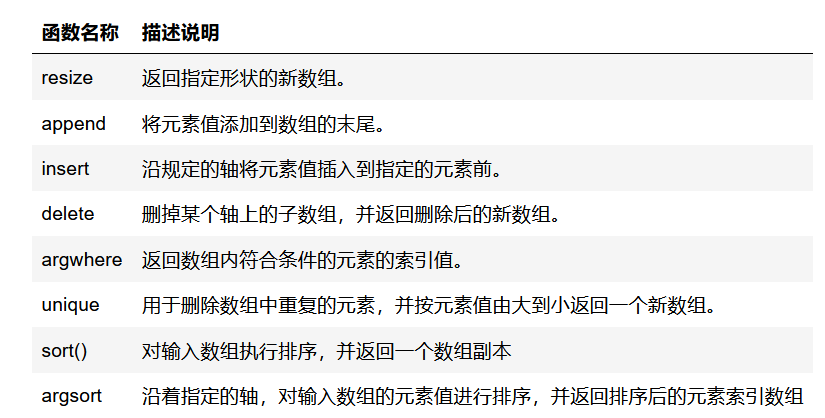 函数名称 描述说明
resize 返回指定形状的新数组。
append 将元素值添加到数组的末尾。
insert 沿规定的轴将元素值插入到指定的元素前。
delete 删掉某个轴上的子数组，并返回删除后的新数组。
argwhere 返回数组内符合条件的元素的索引值。
unique 用于删除数组中重复的元素，并按元素值由大到小返回一个新数组。
sort() 对输入数组执行排序，并返回一个数组副本
argsort 沿着指定的轴，对输入数组的元素值进行排序，并返回排序后的元素索引数组